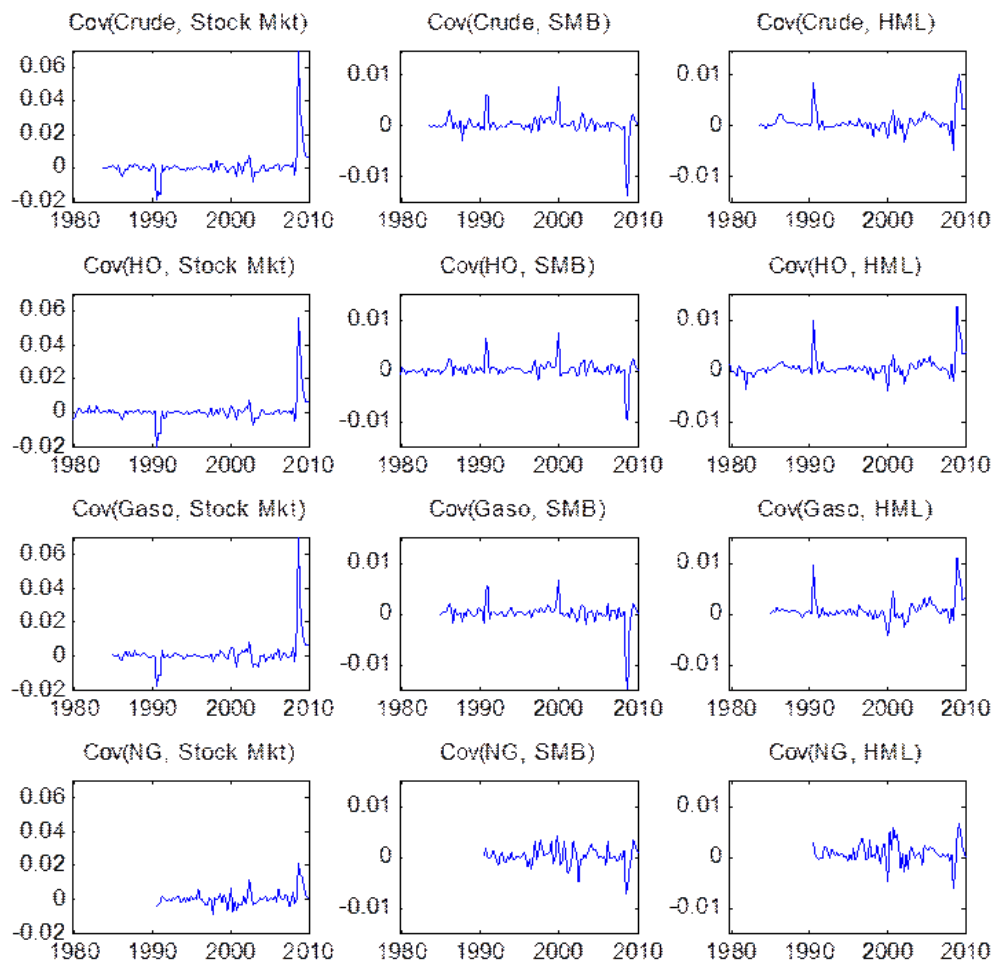 Cov(Crude, Stock Mkt) Cov(Crude, SMB) Cov(Crude, HML)
0.06 0.01 0.01
0.04
0.02 0 0
0
-0.02 -0.01 -0.01
1980 1990 2000 2010 1980 1990 2000 2010 1980 1990 2000 2010
Cov(HO, Stock Mkt) Cov(HO, SMB) Cov(HO, HML)
0.06 0.01 0.01
0.04
0.02 0 0
0
-0.02 -0.01 -0.01
1980 1990 2000 2010 1980 1990 2000 2010 1980 1990 2000 2010
Cov(Gaso, Stock Mkt) Cov(Gaso, SMB) Cov(Gaso, HML)
0.06 0.01 0.01
0.04
0.02 0 0
0
-0.02 -0.01 -0.01
1980 1990 2000 2010 1980 1990 2000 2010 1980 1990 2000 2010
Cov(NG, Stock Mkt) Cov(NG, SMB) Cov(NG, HML)
0.06 0.01 0.01
0.04
0.02 0 0
0
-0.02 -0.01 -0.01
1980 1990 2000 2010 1980 1990 2000 2010 1980 1990 2000 2010